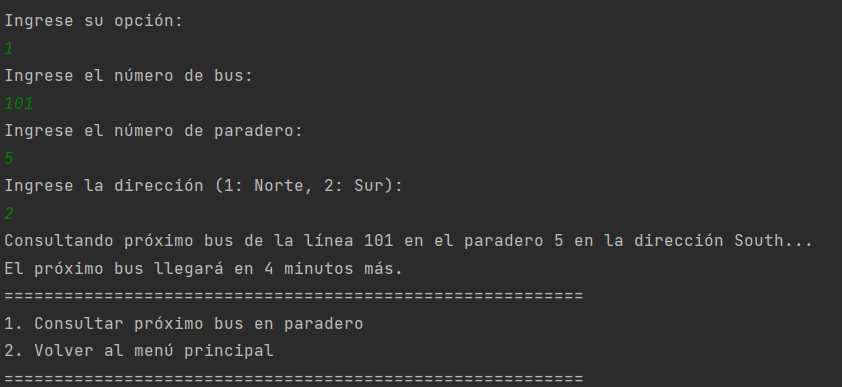 Ingrese su opción:
1
Ingrese el número de bus:
101
Ingrese el número de paradero:
5
Ingrese la dirección (1: Norte, 2: Sur):
2
Consultando próximo bus de la línea 101 en el paradero 5 en la dirección South...
El próximo bus llegará en 4 minutos más.
==========================================================
1. Consultar próximo bus en paradero
2. Volver al menú principal
==========================================================